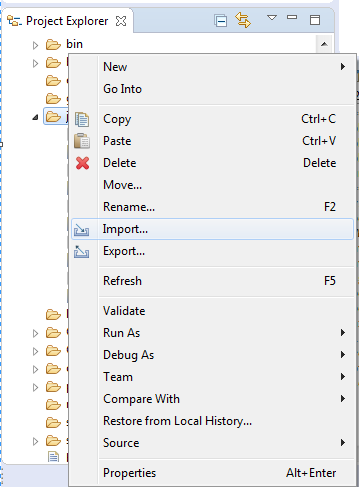 Project Explorer
bin
New
Go Into
Copy Ctrl+C
Paste Ctrl+V
Delete Delete
Move...
Rename... F2
Import...
Export...
Refresh F5
Validate
Run As
Debug As
Team
Compare With
Restore from Local History...
Source
Properties Alt+Enter